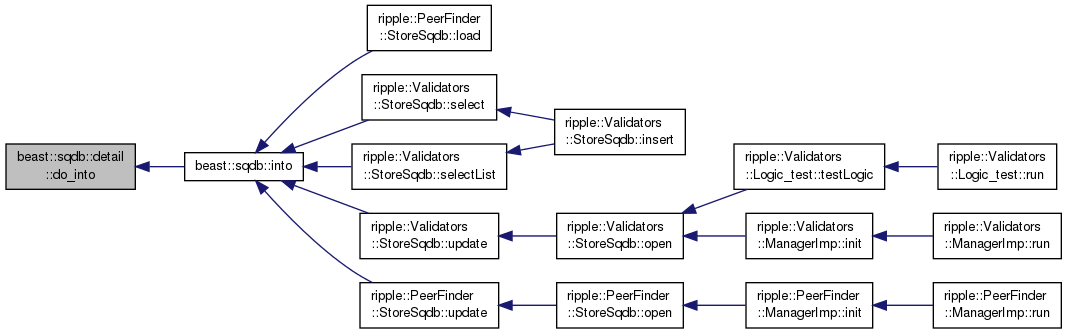 ripple::PeerFinder
::StoreSqdb::load
ripple::Validators
::StoreSqdb::select
ripple::Validators
::StoreSqdb::insert
beast::sqdb::detail
::do_into
beast::sqdb::into
ripple::Validators
::StoreSqdb::selectList
ripple::Validators
::Logic_test::testLogic
ripple::Validators
::Logic_test::run
ripple::Validators
::StoreSqdb::update
ripple::Validators
::StoreSqdb::open
ripple::Validators
::ManagerImp::init
ripple::Validators
::ManagerImp::run
ripple::PeerFinder
::StoreSqdb::update
ripple::PeerFinder
::StoreSqdb::open
ripple::PeerFinder
::ManagerImp::init
ripple::PeerFinder
::ManagerImp::run